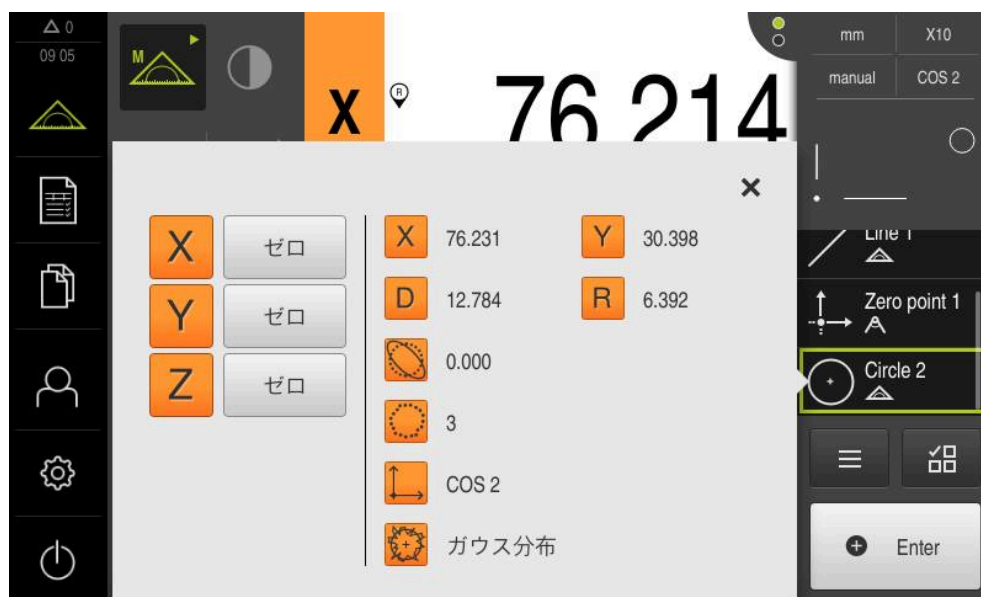 0
09 05
M
X
R
76.214
mm X10
manual COS 2
X ゼロ
Y ゼロ
Z ゼロ
X 76.231 Y 30.398
D 12.784 R 6.392
0.000
3
COS 2
ガウス分布
Line 1
Zero point 1
Circle 2
Enter